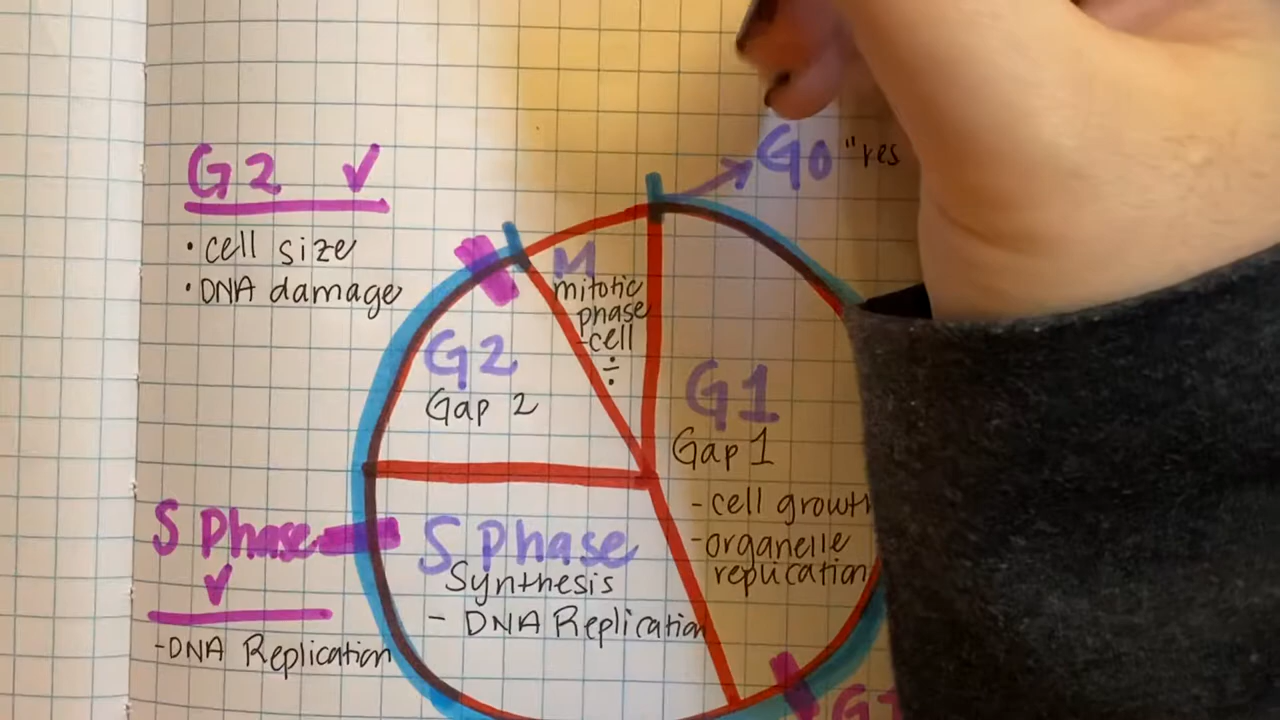 G2 ✓
• cell size
• DNA damage
S Phase
✓
-DNA Replication
G0 "res
M
mitotic
phase
-cell
÷
G2
Gap 2
G1
Gap 1
- cell growth
-organelle
replication
S Phase
Synthesis
- DNA Replication